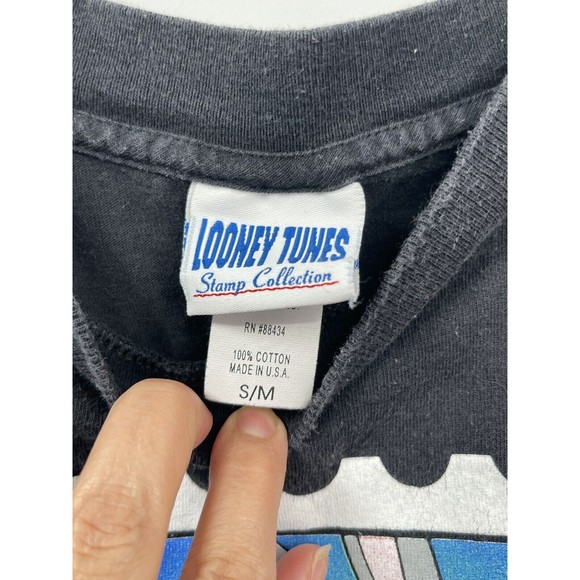 LOONEY TUNES
Stamp Collection
RN #88434
100% COTTON
MADE IN U.S.A.
S/M